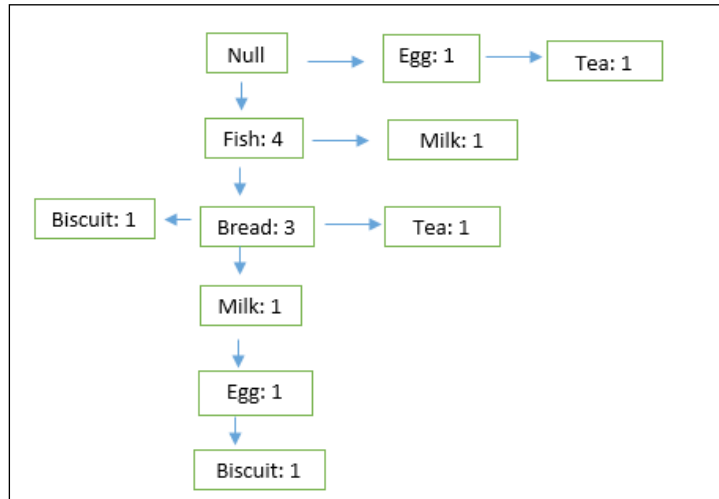 Null
Egg: 1
Tea: 1
Fish: 4
Milk: 1
Biscuit: 1
Bread: 3
Tea: 1
Milk: 1
Egg: 1
Biscuit: 1